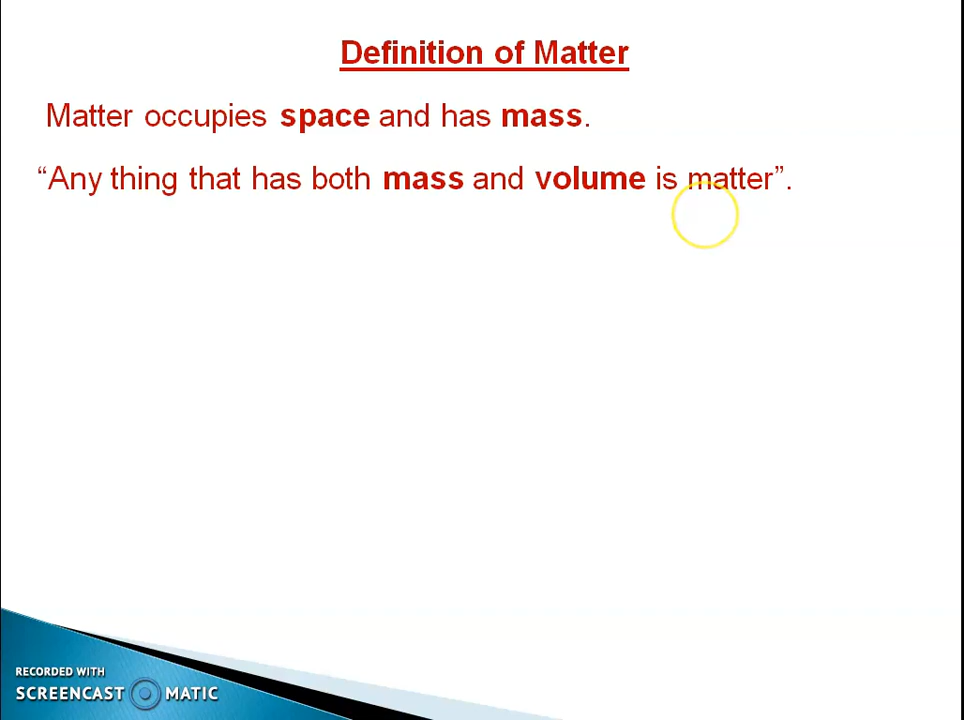 Definition of Matter
Matter occupies space and has mass.
“Any thing that has both mass and volume is matter”.
RECORDED WITH
SCREENCAST MATIC